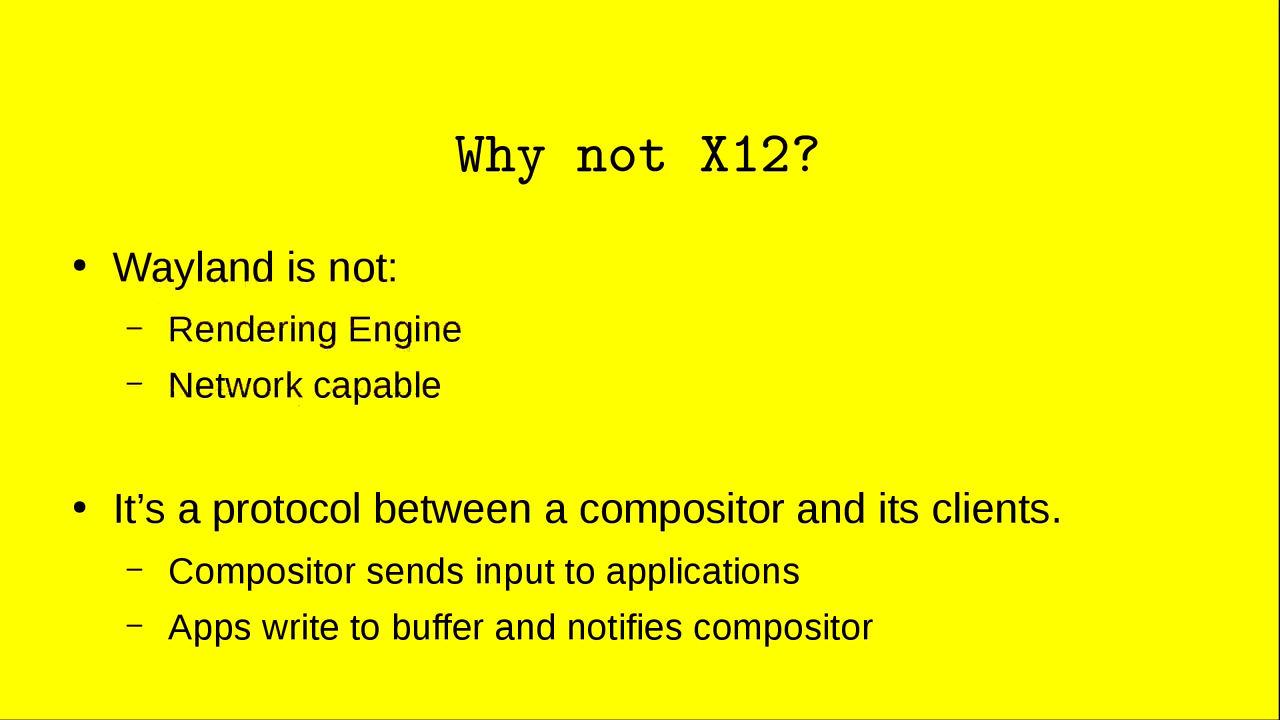 Why not X12?
• Wayland is not:
– Rendering Engine
– Network capable
• It’s a protocol between a compositor and its clients.
– Compositor sends input to applications
– Apps write to buffer and notifies compositor